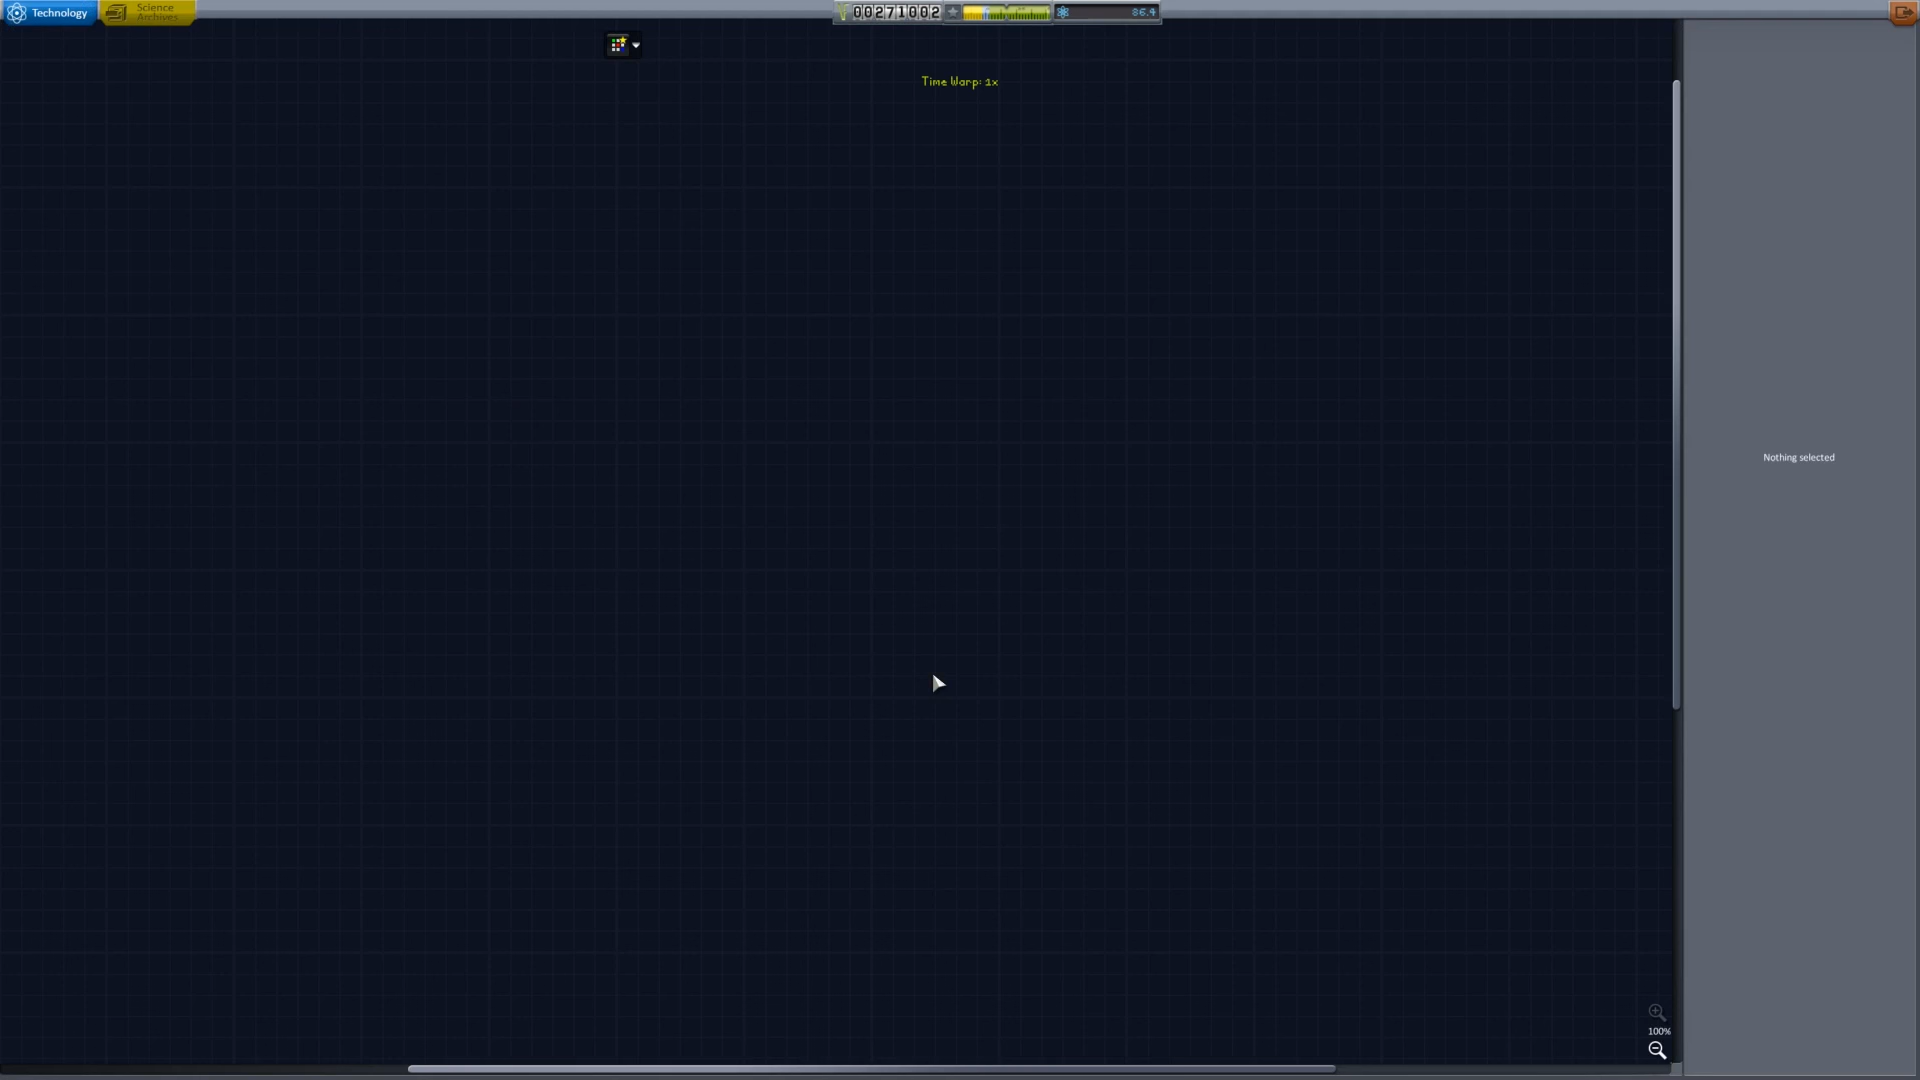 Technology
Science
Archives
00271002
86.4
Time Warp: 1x
Nothing selected
100%